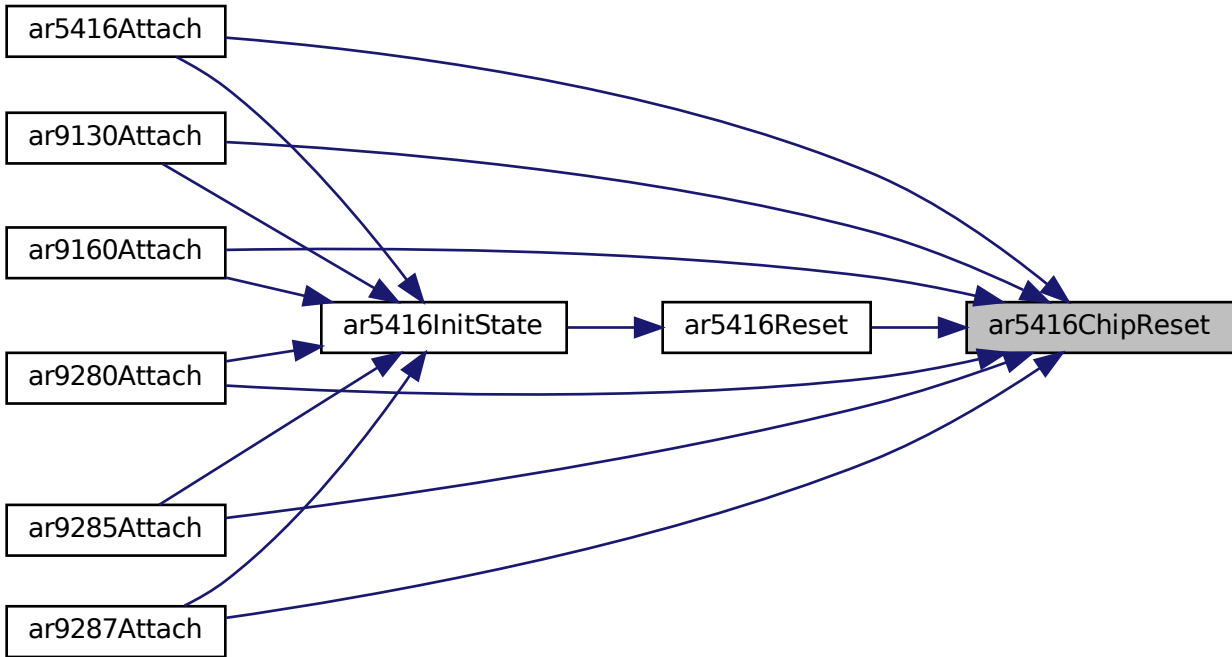 ar5416Attach
ar9130Attach
ar9160Attach
ar5416InitState
ar5416Reset
ar5416ChipReset
ar9280Attach
ar9285Attach
ar9287Attach